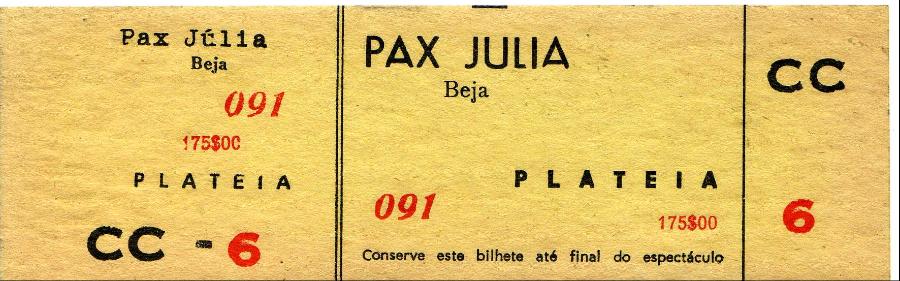 Pax Júlia
Beja
091
175$00
PLATEIA
CC - 6
PAX JULIA
Beja
PLATEIA
091
175$00
Conserve este bilhete até final do espectáculo
CC
6